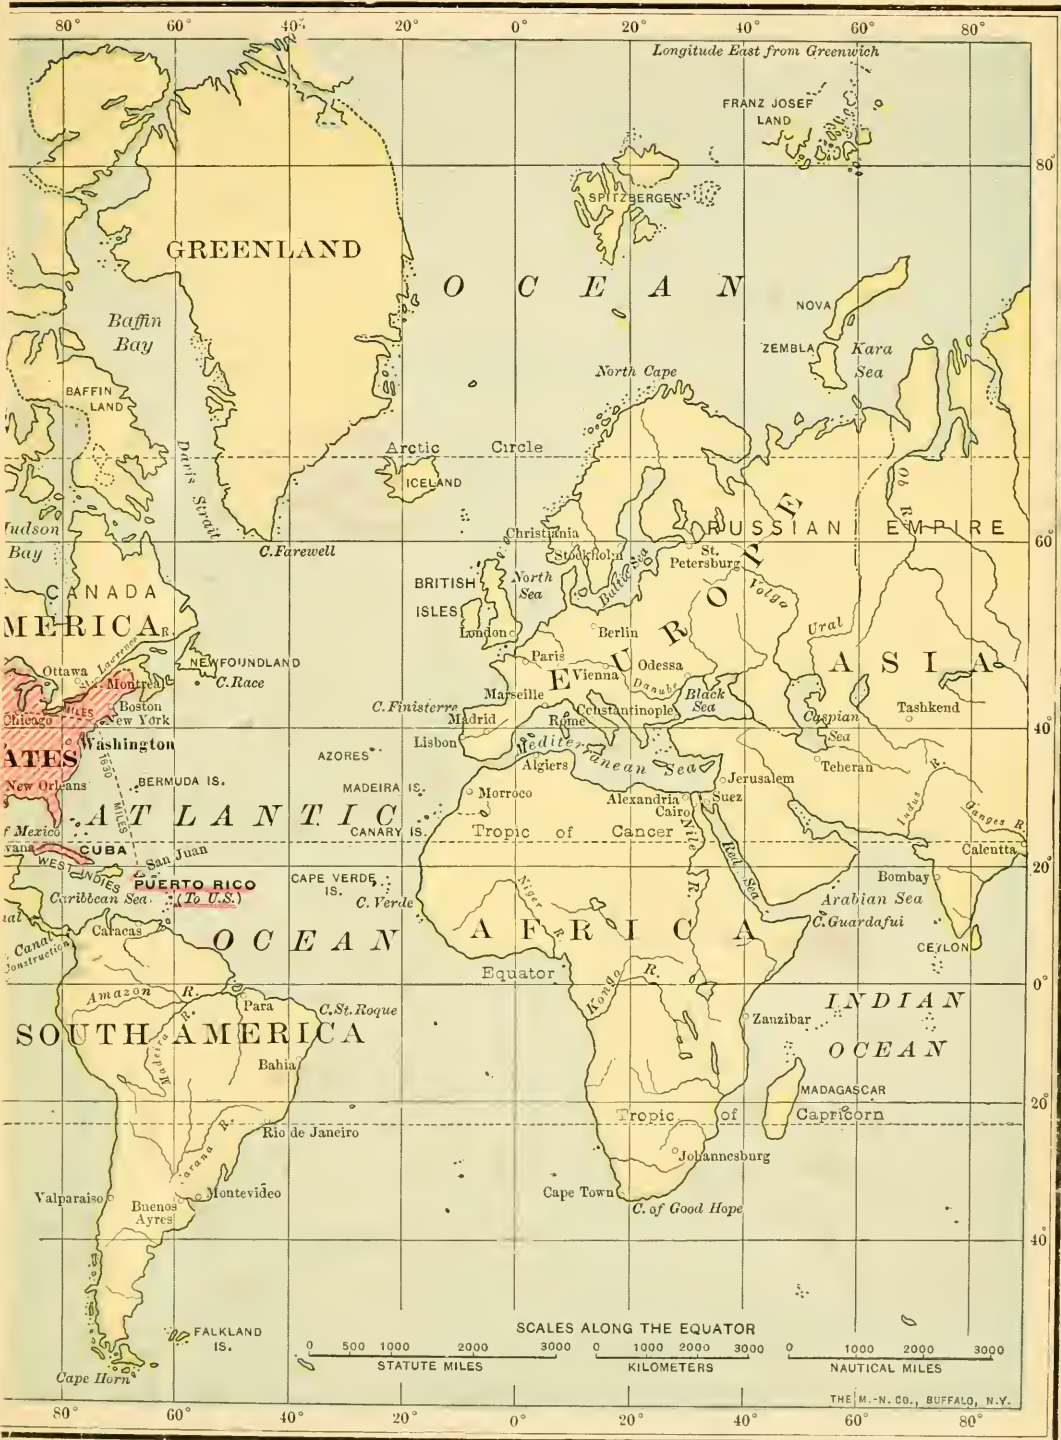 80° 60° 40° 20° 0° 20° 40° 60° 80°
Longitude East from Greenwich
FRANZ JOSEF
LAND
80°
SPITZBERGEN
GREENLAND
OCEAN
NOVA
ZEMBLA
Kara
Sea
Baffin
Bay
North Cape
BAFFIN
LAND
Davis Strait
Arctic Circle
ICELAND
Ob R.
Hudson
Bay
C. Farewell
Christiania
Stockholm
Baltic Sea
RUSSIAN EMPIRE
St.
Petersburg
60°
CANADA
BRITISH
ISLES
North
Sea
EUROPE
Volga
MERICA
R.
London
Berlin
Ural
Lawrence
Ottawa
Montreal
NEWFOUNDLAND
C. Race
Paris
Vienna
Odessa
Danube
ASIA
Marseille
Black
Sea
Chicago
MILES
Boston
New York
C. Finisterre
Madrid
Rome
Constantinople
Caspian
Sea
Tashkend
40°
ATES
Washington
Lisbon
Mediterranean Sea
Algiers
AZORES
Teheran
New Orleans
1630 MILES
BERMUDA IS.
MADEIRA IS.
Morroco
Jerusalem
Alexandria
Cairo
Suez
Indus R.
Ganges R.
ATLANTIC
f Mexico
CANARY IS.
Tropic of Cancer
Nile R.
Red Sea
Calcutta
vana
CUBA
WEST INDIES
San Juan
20°
PUERTO RICO
(To U.S.)
CAPE VERDE
IS.
C. Verde
Niger R.
Bombay
Caribbean Sea
Arabian Sea
Caracas
OCEAN
AFRICA
C. Guardafui
CEYLON
Canal
Construction
Equator
Kongo R.
0°
Amazon R.
Para
C. St. Roque
Zanzibar
INDIAN
OCEAN
SOUTH AMERICA
Madeira R.
Bahia
MADAGASCAR
20°
Tropic of Capricorn
Rio de Janeiro
Parana R.
Johannesburg
Valparaiso
Buenos
Ayres
Montevideo
Cape Town
C. of Good Hope
40°
FALKLAND
IS.
Cape Horn
SCALES ALONG THE EQUATOR
0 500 1000 2000 3000
STATUTE MILES
0 1000 2000 3000
KILOMETERS
0 1000 2000 3000
NAUTICAL MILES
THE M.-N. CO., BUFFALO, N.Y.
80° 60° 40° 20° 0° 20° 40° 60° 80°